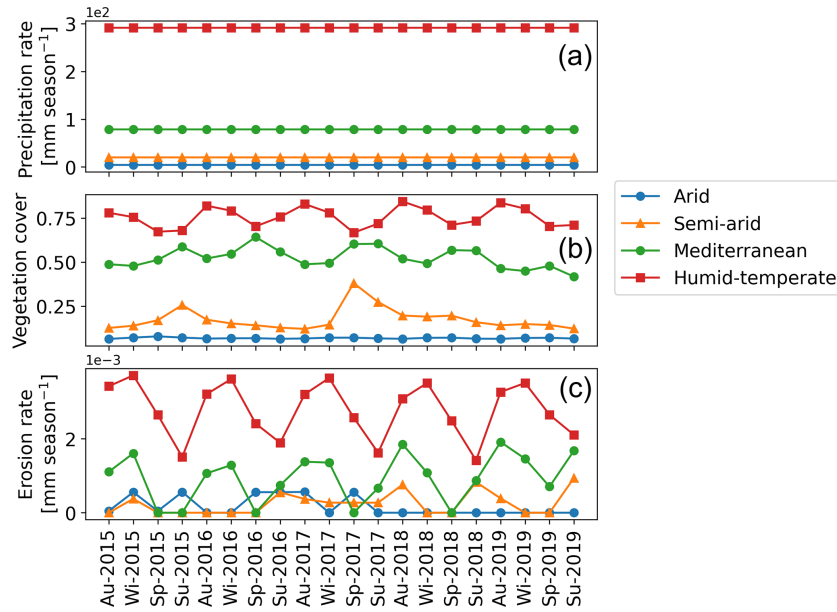 1e2
Precipitation rate
[mm season⁻¹]
3
2
1
0
(a)
Vegetation cover
0.75
0.50
0.25
(b)
Arid
Semi-arid
Mediterranean
Humid-temperate
1e−3
Erosion rate
[mm season⁻¹]
2
0
(c)
Au-2015
Wi-2015
Sp-2015
Su-2015
Au-2016
Wi-2016
Sp-2016
Su-2016
Au-2017
Wi-2017
Sp-2017
Su-2017
Au-2018
Wi-2018
Sp-2018
Su-2018
Au-2019
Wi-2019
Sp-2019
Su-2019